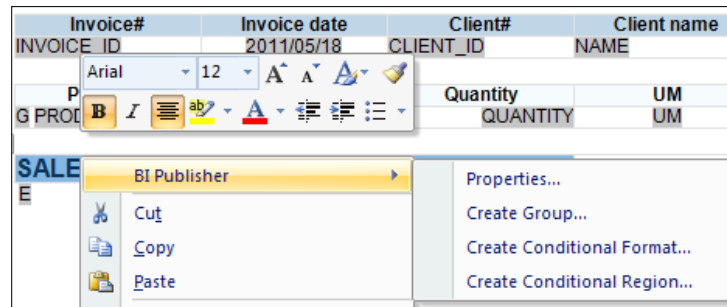 Invoice# Invoice date Client# Client name
INVOICE_ID 2011/05/18 CLIENT_ID NAME
Arial 12
P Quantity UM
G PROD QUANTITY UM
B I ab A
SALE
E
BI Publisher
Cut
Copy
Paste
Properties...
Create Group...
Create Conditional Format...
Create Conditional Region...